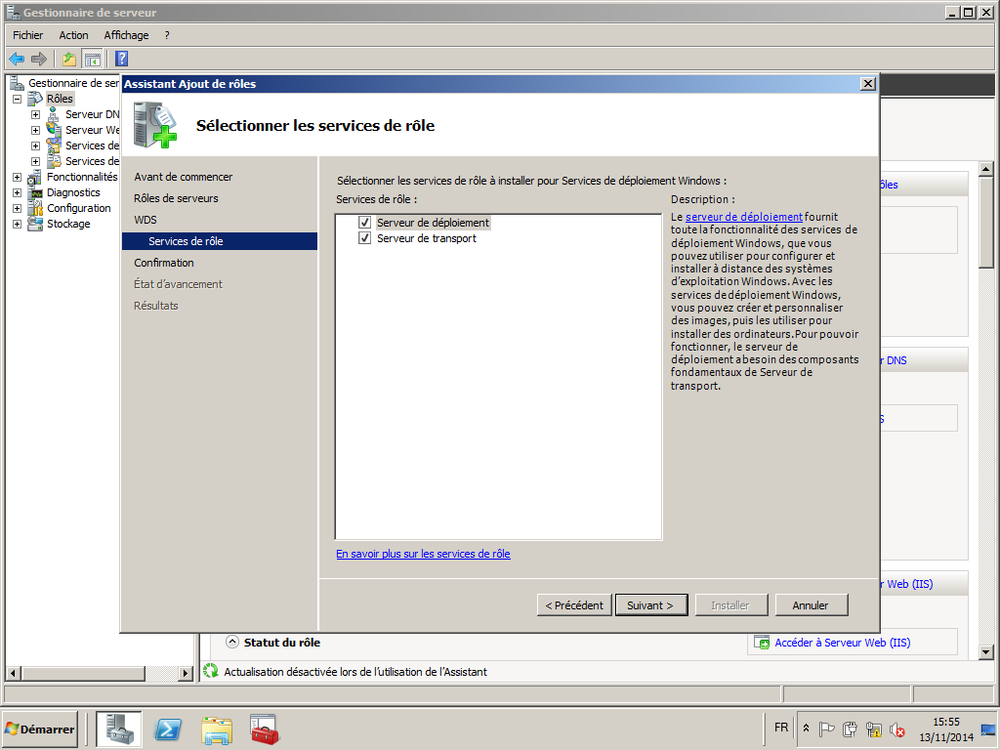 Gestionnaire de serveur
Fichier Action Affichage ?
Gestionnaire de ser
Rôles
Serveur DN
Serveur We
Services de
Services de
Fonctionnalités
Diagnostics
Configuration
Stockage
Assistant Ajout de rôles
Sélectionner les services de rôle
Avant de commencer
Rôles de serveurs
WDS
Services de rôle
Confirmation
État d'avancement
Résultats
Sélectionner les services de rôle à installer pour Services de déploiement Windows :
Services de rôle :
Serveur de déploiement
Serveur de transport
En savoir plus sur les services de rôle
Description :
Le serveur de déploiement fournit
toute la fonctionnalité des services de
déploiement Windows, que vous
pouvez utiliser pour configurer et
installer à distance des systèmes
d'exploitation Windows. Avec les
services de déploiement Windows,
vous pouvez créer et personnaliser
des images, puis les utiliser pour
installer des ordinateurs. Pour pouvoir
fonctionner, le serveur de
déploiement a besoin des composants
fondamentaux de Serveur de
transport.
< Précédent Suivant > Installer Annuler
ôles
r DNS
S
r Web (IIS)
Statut du rôle
Accéder à Serveur Web (IIS)
Actualisation désactivée lors de l'utilisation de l'Assistant
Démarrer
FR
15:55
13/11/2014